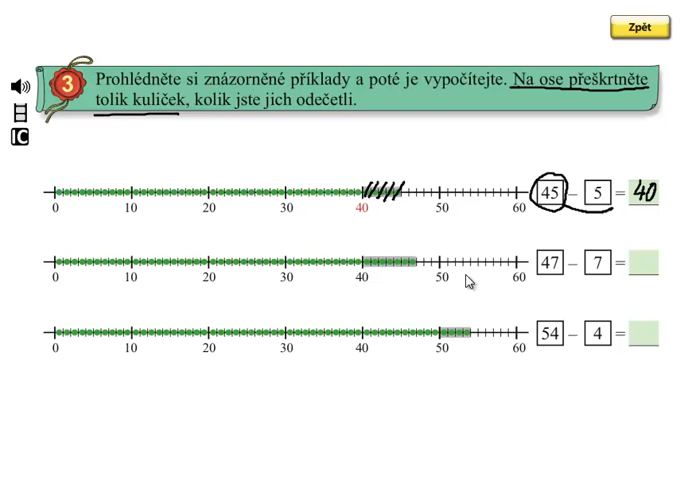 Zpět
3 Prohlédněte si znázorněné příklady a poté je vypočítejte. Na ose přeškrtněte
tolik kuliček, kolik jste jich odečetli.
IC
0 10 20 30 40 50 60 45 – 5 = 40
0 10 20 30 40 50 60 47 – 7 =
0 10 20 30 40 50 60 54 – 4 =